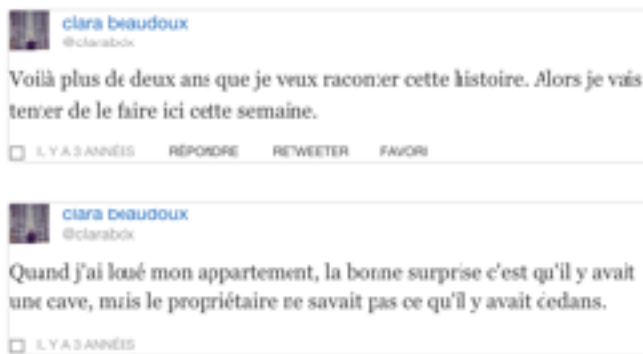 clara beaudoux
@clarabdx
Voilà plus de deux ans que je veux raconter cette histoire. Alors je vais
tenter de le faire ici cette semaine.
IL Y A 3 ANNÉES RÉPONDRE RETWEETER FAVORI
clara beaudoux
@clarabdx
Quand j'ai loué mon appartement, la bonne surprise c'est qu'il y avait
une cave, mais le propriétaire ne savait pas ce qu'il y avait dedans.
IL Y A 3 ANNÉES